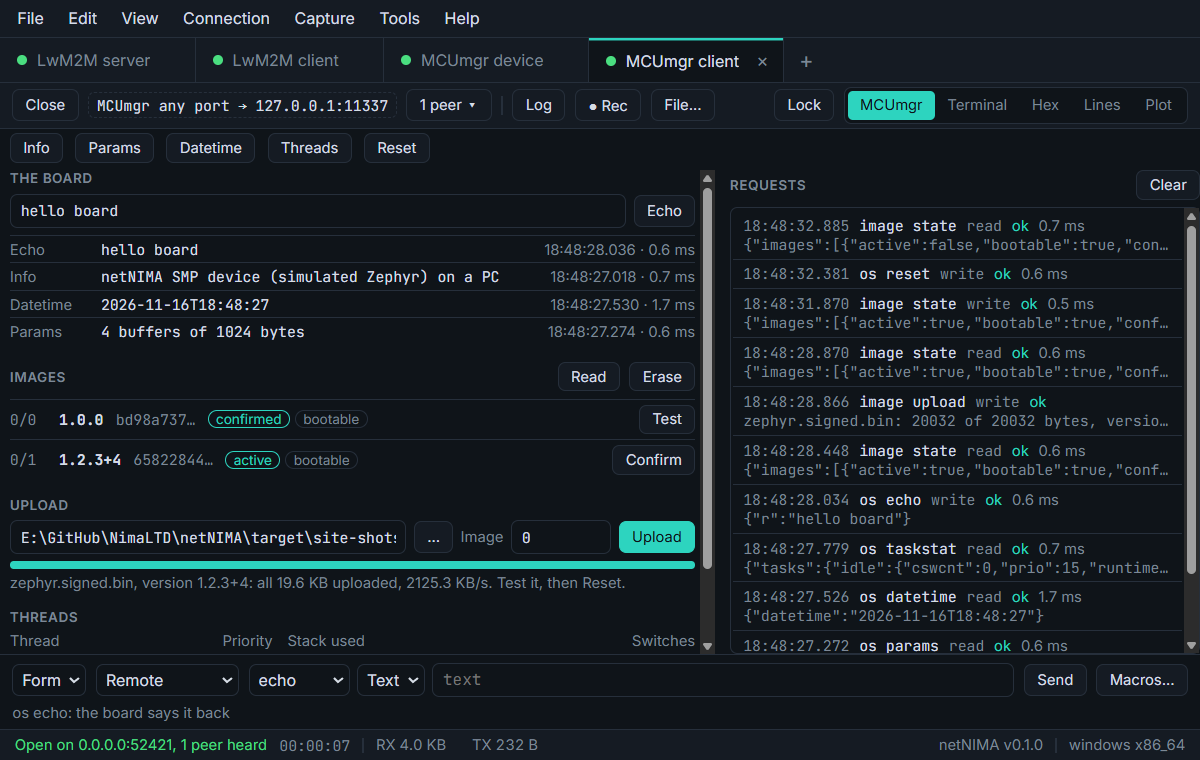 File Edit View Connection Capture Tools Help
LwM2M server LwM2M client MCUmgr device MCUmgr client × +
Close MCUmgr any port → 127.0.0.1:11337 1 peer ▾ Log ● Rec File... Lock MCUmgr Terminal Hex Lines Plot
Info Params Datetime Threads Reset
THE BOARD
hello board Echo
Echo hello board 18:48:28.036 · 0.6 ms
Info netNIMA SMP device (simulated Zephyr) on a PC 18:48:27.018 · 0.7 ms
Datetime 2026-11-16T18:48:27 18:48:27.530 · 1.7 ms
Params 4 buffers of 1024 bytes 18:48:27.274 · 0.6 ms
IMAGES Read Erase
0/0 1.0.0 bd98a737… confirmed bootable Test
0/1 1.2.3+4 65822844… active bootable Confirm
UPLOAD
E:\GitHub\NimaLTD\netNIMA\target\site-shots ... Image 0 Upload
zephyr.signed.bin, version 1.2.3+4: all 19.6 KB uploaded, 2125.3 KB/s. Test it, then Reset.
THREADS
Thread Priority Stack used Switches
REQUESTS Clear
18:48:32.885 image state read ok 0.7 ms
{"images":[{"active":false,"bootable":true,"con…
18:48:32.381 os reset write ok 0.6 ms
18:48:31.870 image state write ok 0.5 ms
{"images":[{"active":true,"bootable":true,"conf…
18:48:28.870 image state read ok 0.6 ms
{"images":[{"active":true,"bootable":true,"conf…
18:48:28.866 image upload write ok
zephyr.signed.bin: 20032 of 20032 bytes, versio…
18:48:28.448 image state read ok 0.6 ms
{"images":[{"active":true,"bootable":true,"conf…
18:48:28.034 os echo write ok 0.6 ms
{"r":"hello board"}
18:48:27.779 os taskstat read ok 0.6 ms
{"tasks":{"idle":{"cswcnt":0,"prio":15,"runtime…
18:48:27.526 os datetime read ok 1.7 ms
{"datetime":"2026-11-16T18:48:27"}
18:48:27.272 os params read ok 0.6 ms
Form Remote echo Text text Send Macros...
os echo: the board says it back
Open on 0.0.0.0:52421, 1 peer heard 00:00:07 RX 4.0 KB TX 232 B netNIMA v0.1.0 windows x86_64